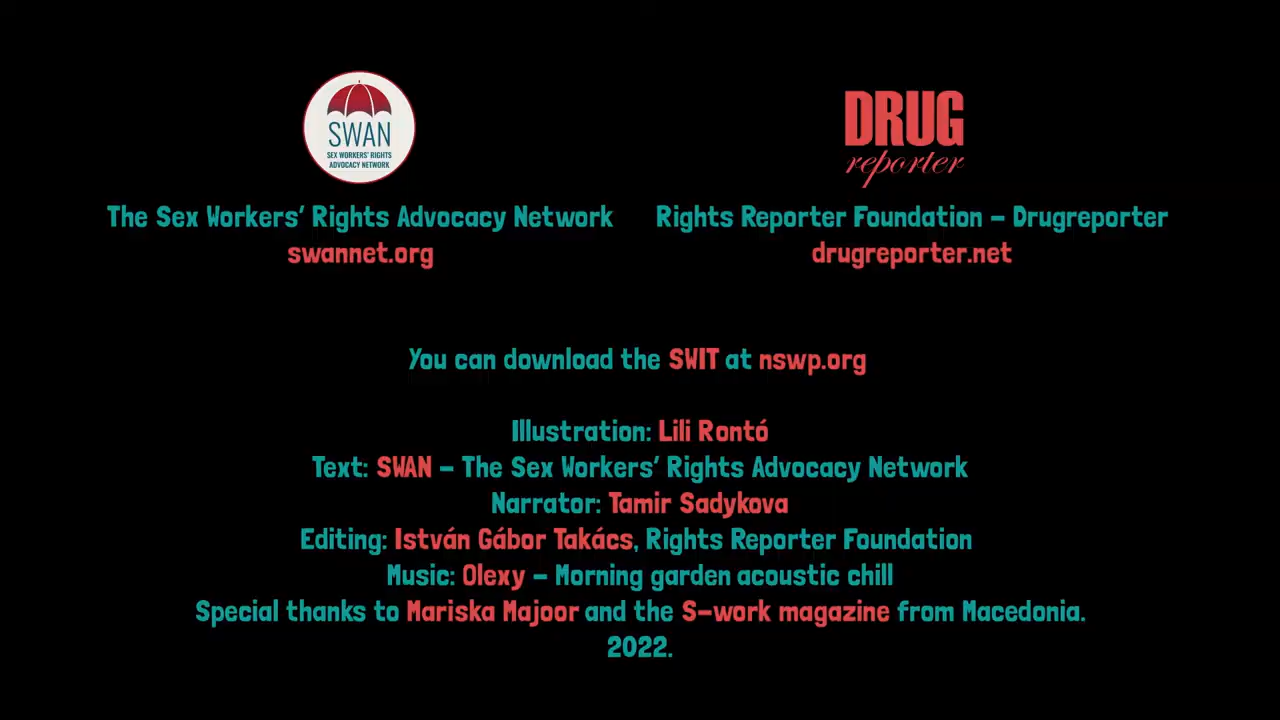 SWAN
SEX WORKERS' RIGHTS
ADVOCACY NETWORK
DRUG
reporter
The Sex Workers' Rights Advocacy Network
swannet.org
Rights Reporter Foundation - Drugreporter
drugreporter.net
You can download the SWIT at nswp.org
Illustration: Lili Rontó
Text: SWAN - The Sex Workers' Rights Advocacy Network
Narrator: Tamir Sadykova
Editing: István Gábor Takács, Rights Reporter Foundation
Music: Olexy - Morning garden acoustic chill
Special thanks to Mariska Majoor and the S-work magazine from Macedonia.
2022.